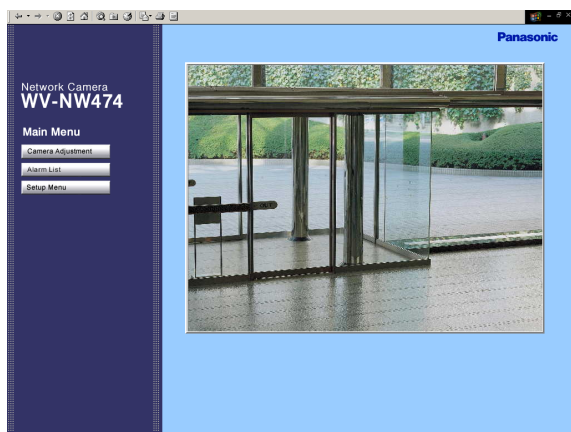 Panasonic
Network Camera
WV-NW474
Main Menu
Camera Adjustment
Alarm List
Setup Menu